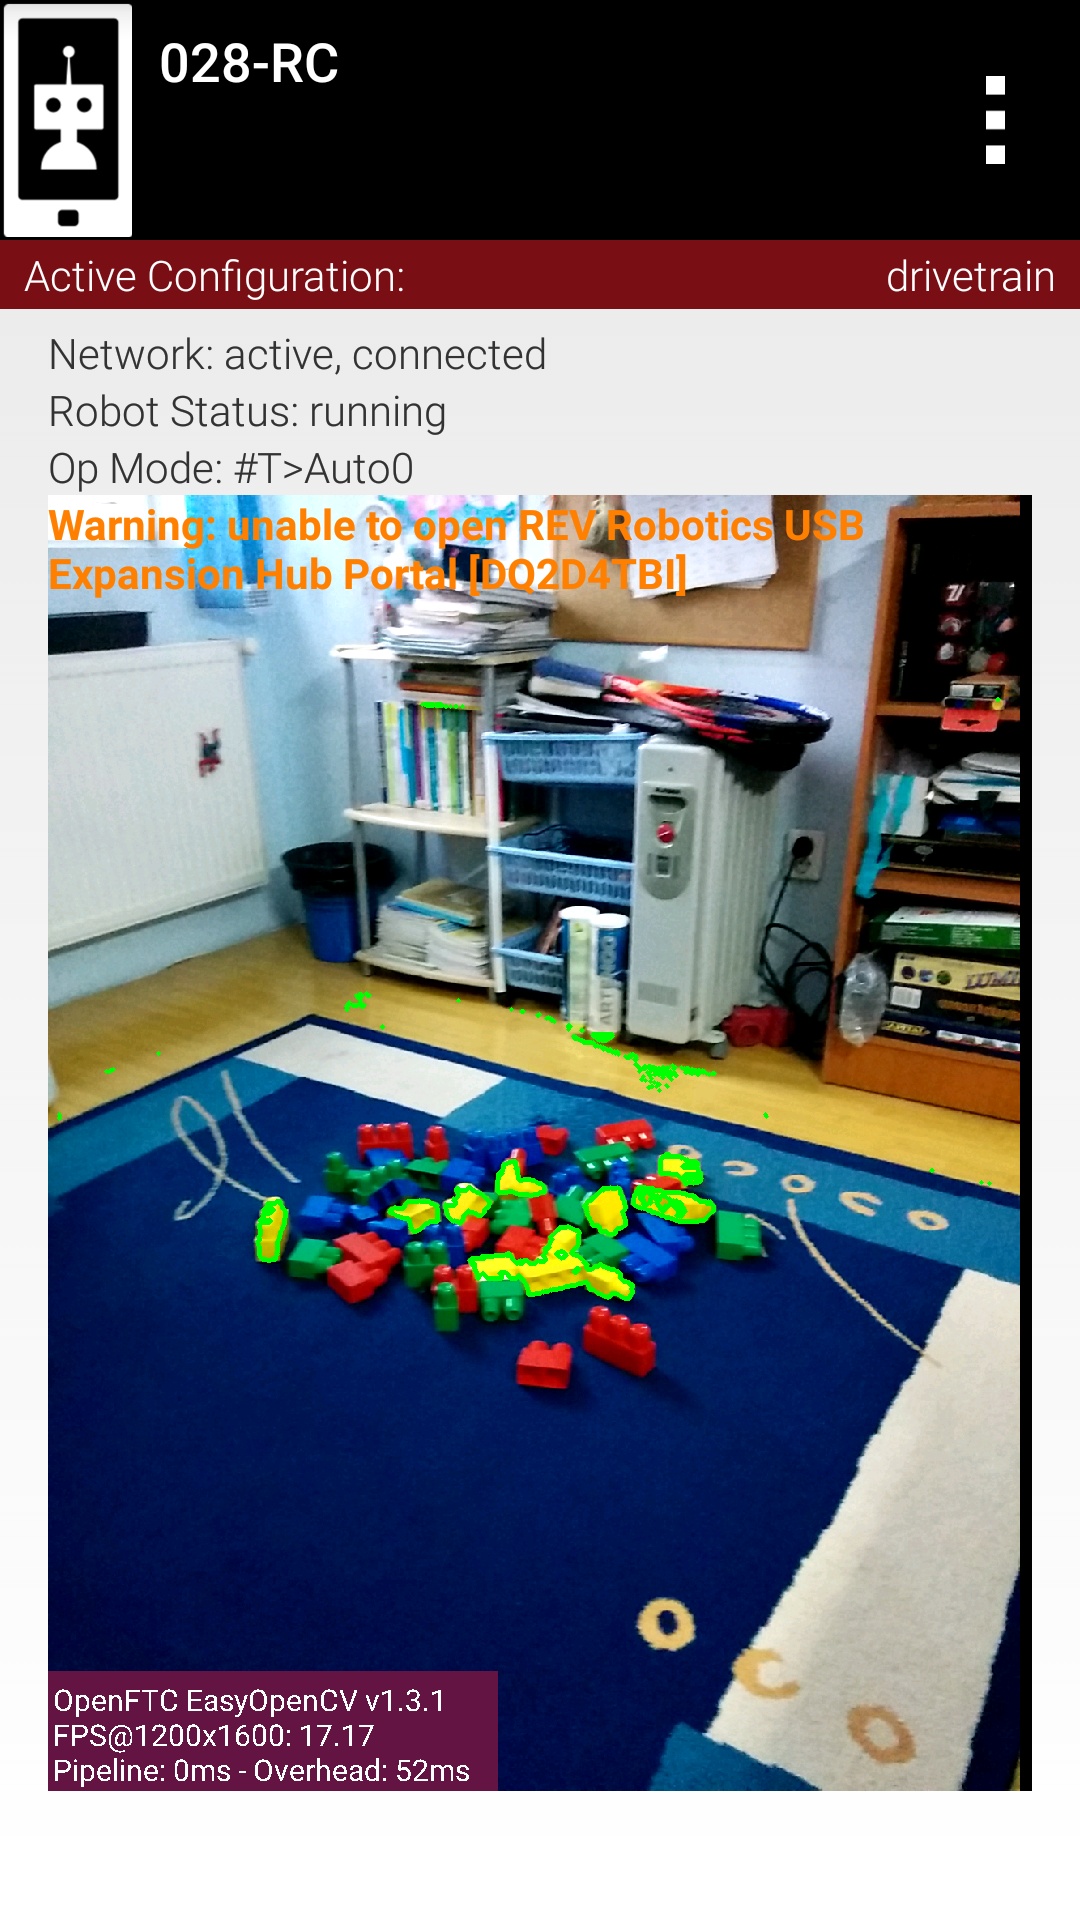 028-RC
Active Configuration: drivetrain
Network: active, connected
Robot Status: running
Op Mode: #T>Auto0
Warning: unable to open REV Robotics USB
Expansion Hub Portal [DQ2D4TBI]
OpenFTC EasyOpenCV v1.3.1
FPS@1200x1600: 17.17
Pipeline: 0ms - Overhead: 52ms